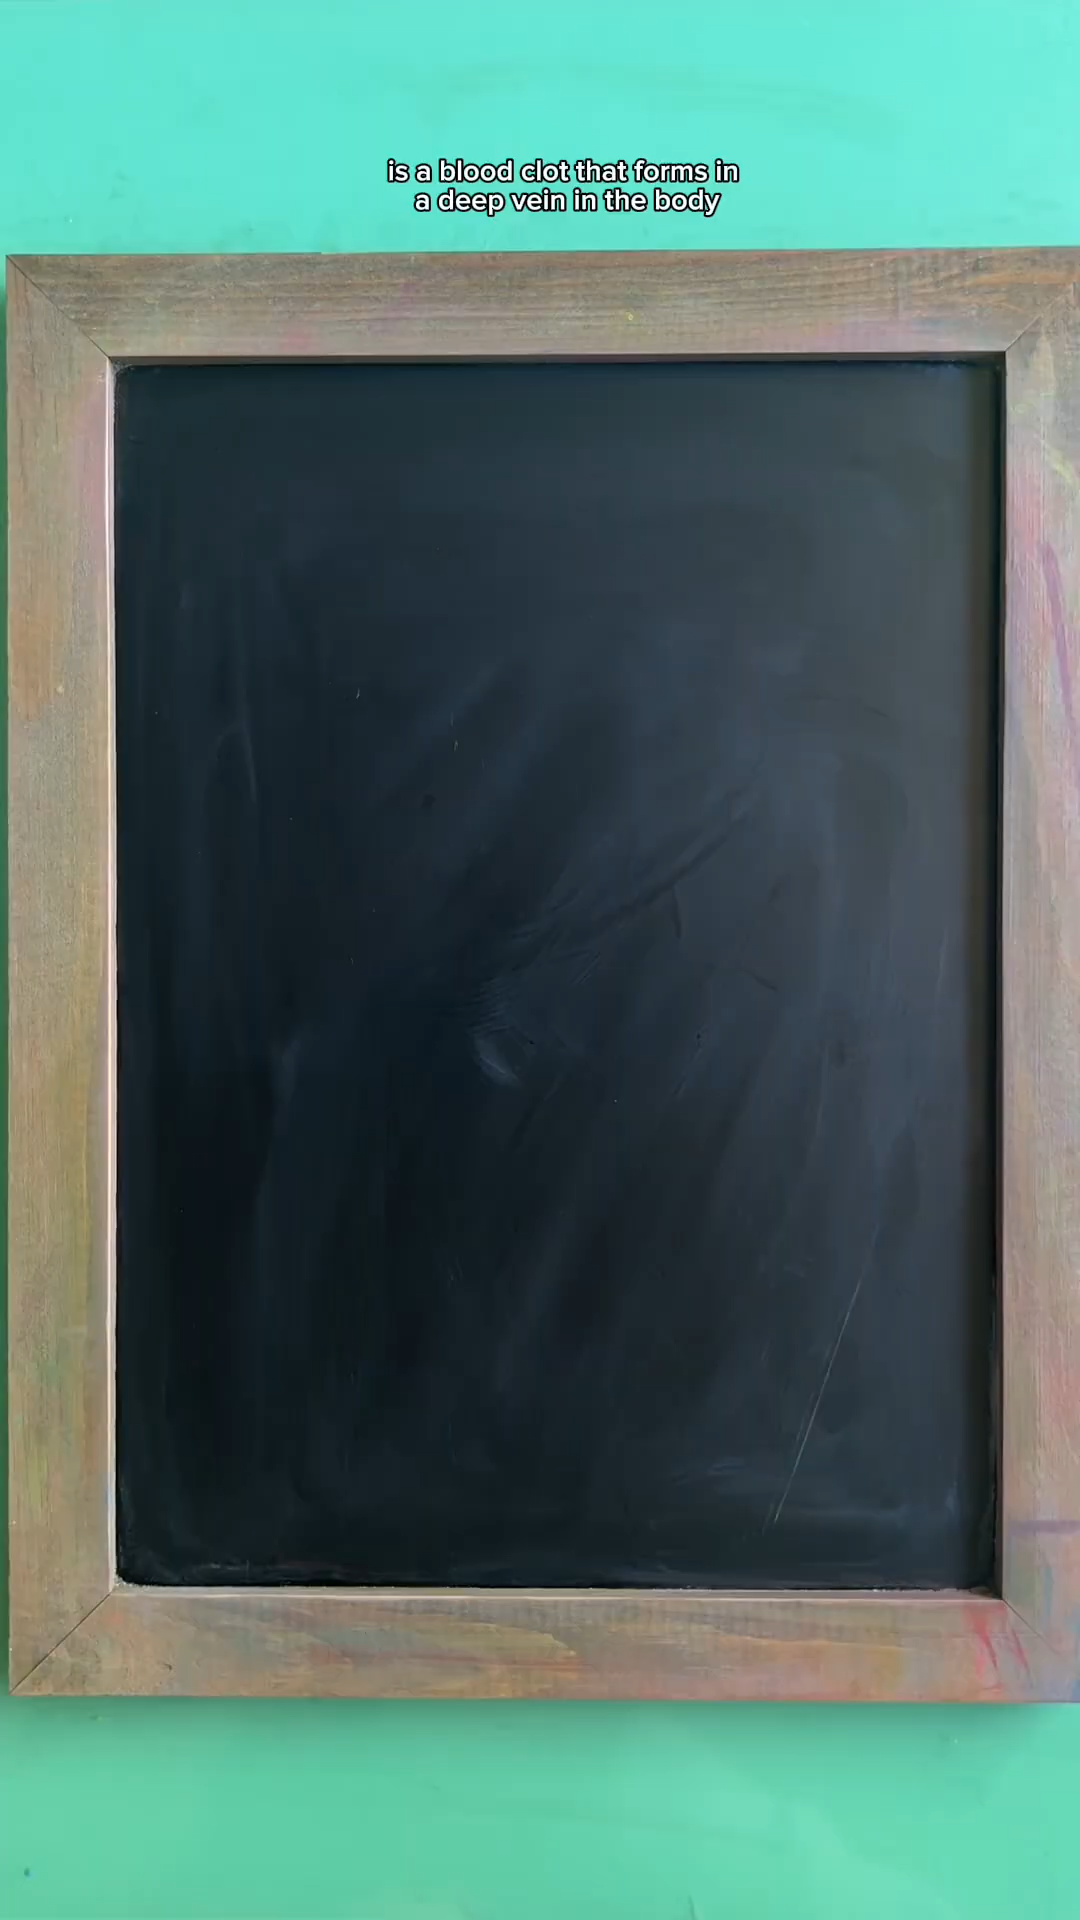 is a blood clot that forms in
a deep vein in the body